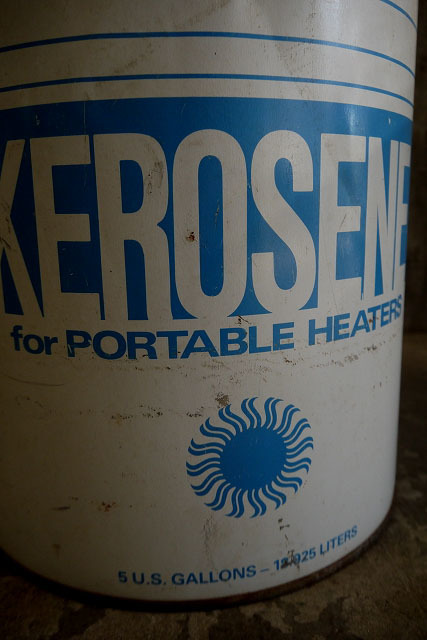 KEROSENE
for PORTABLE HEATERS
5 U.S. GALLONS – 18.925 LITERS